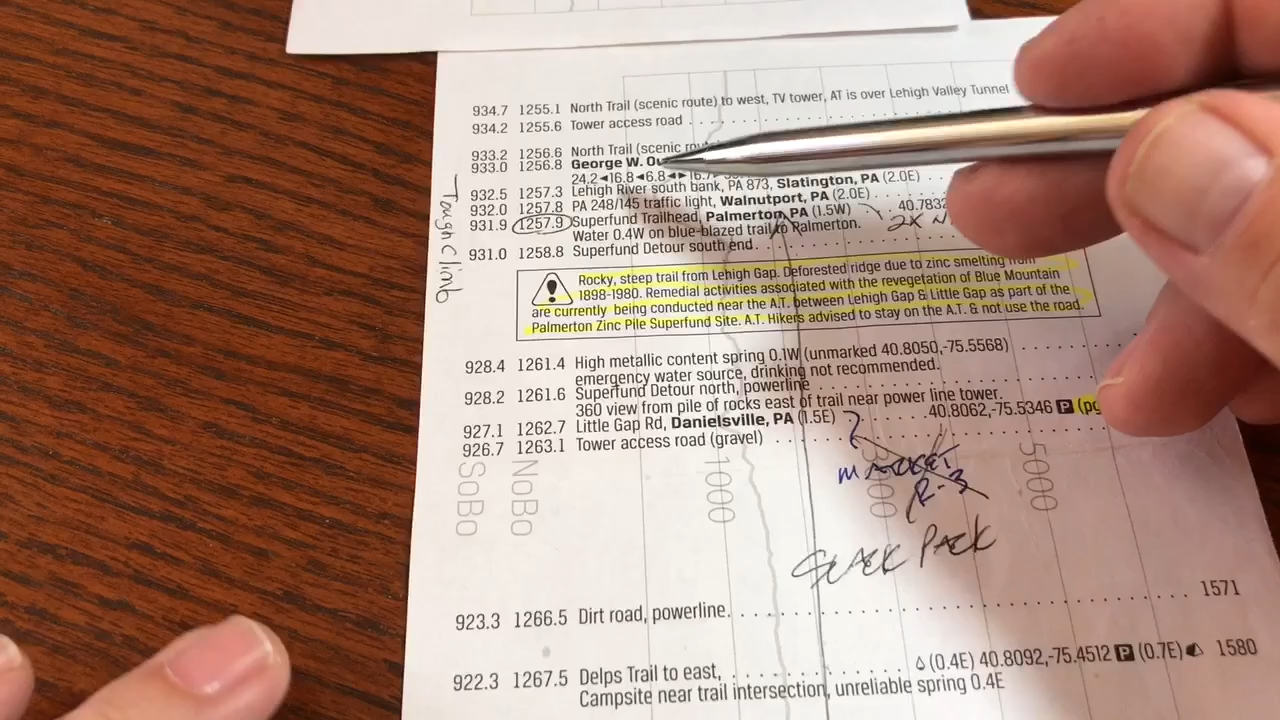 934.7 1255.1 North Trail (scenic route) to west, TV tower, AT is over Lehigh Valley Tunnel
934.2 1255.6 Tower access road
933.2 1256.6 North Trail (scenic rou
933.0 1256.8 George W. Ou
24.2◄16.8◄6.8◄►16.7►
932.5 1257.3 Lehigh River south bank, PA 873, Slatington, PA (2.0E)
932.0 1257.8 PA 248/145 traffic light, Walnutport, PA (2.0E)
931.9 1257.9 Superfund Trailhead, Palmerton, PA (1.5W) 40.7832
Water 0.4W on blue-blazed trail to Palmerton. 2X
931.0 1258.8 Superfund Detour south end
Tough Climb
Rocky, steep trail from Lehigh Gap. Deforested ridge due to zinc smelting from
1898-1980. Remedial activities associated with the revegetation of Blue Mountain
are currently being conducted near the A.T. between Lehigh Gap & Little Gap as part of the
Palmerton Zinc Pile Superfund Site. A.T. Hikers advised to stay on the A.T. & not use the road.
928.4 1261.4 High metallic content spring 0.1W (unmarked 40.8050,-75.5568)
emergency water source, drinking not recommended.
928.2 1261.6 Superfund Detour north, powerline
360 view from pile of rocks east of trail near power line tower.
927.1 1262.7 Little Gap Rd, Danielsville, PA (1.5E) 40.8062,-75.5346 P (pg
926.7 1263.1 Tower access road (gravel)
SoBo NoBo 1000 3000 5000
MARKET
R-3
SLACK PACK
923.3 1266.5 Dirt road, powerline. 1571
922.3 1267.5 Delps Trail to east, (0.4E) 40.8092,-75.4512 P (0.7E) 1580
Campsite near trail intersection, unreliable spring 0.4E